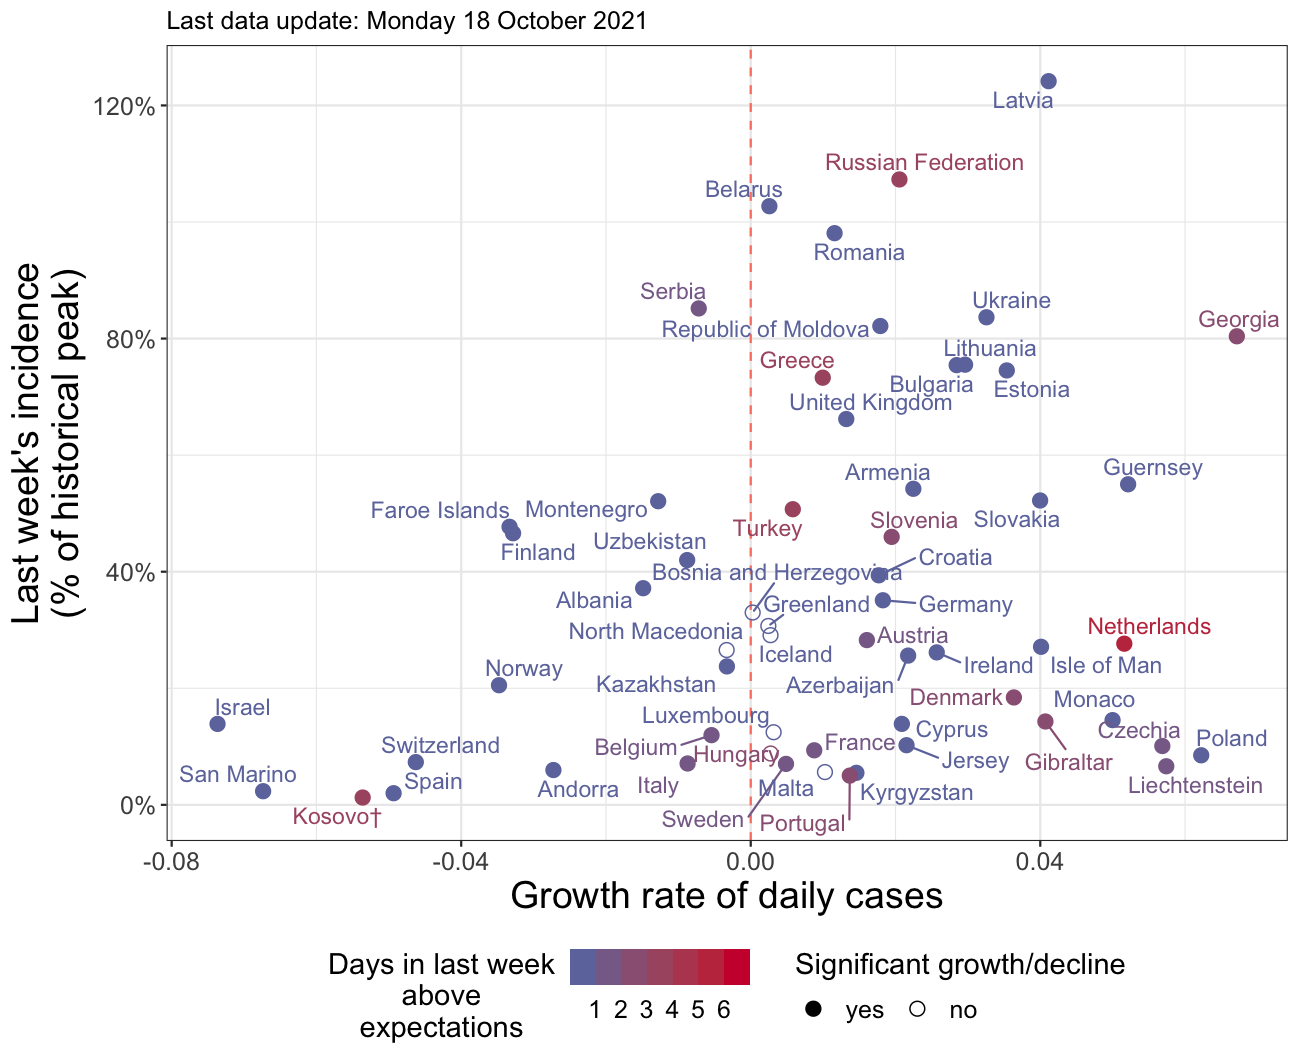 Last data update: Monday 18 October 2021
Last week's incidence
(% of historical peak)
120%
80%
40%
0%
Latvia
Russian Federation
Belarus
Romania
Serbia
Ukraine
Georgia
Republic of Moldova
Lithuania
Greece
Bulgaria
Estonia
United Kingdom
Armenia
Guernsey
Faroe Islands
Montenegro
Turkey
Slovenia
Slovakia
Finland
Uzbekistan
Croatia
Bosnia and Herzegovina
Albania
Greenland
Germany
North Macedonia
Austria
Netherlands
Iceland
Norway
Kazakhstan
Azerbaijan
Ireland
Isle of Man
Israel
Luxembourg
Denmark
Monaco
Switzerland
Belgium
Hungary
France
Cyprus
Czechia
Poland
San Marino
Spain
Andorra
Italy
Malta
Kyrgyzstan
Jersey
Gibraltar
Liechtenstein
Kosovo†
Sweden
Portugal
-0.08
-0.04
0.00
0.04
Growth rate of daily cases
Days in last week
above
expectations
1 2 3 4 5 6
Significant growth/decline
yes
no